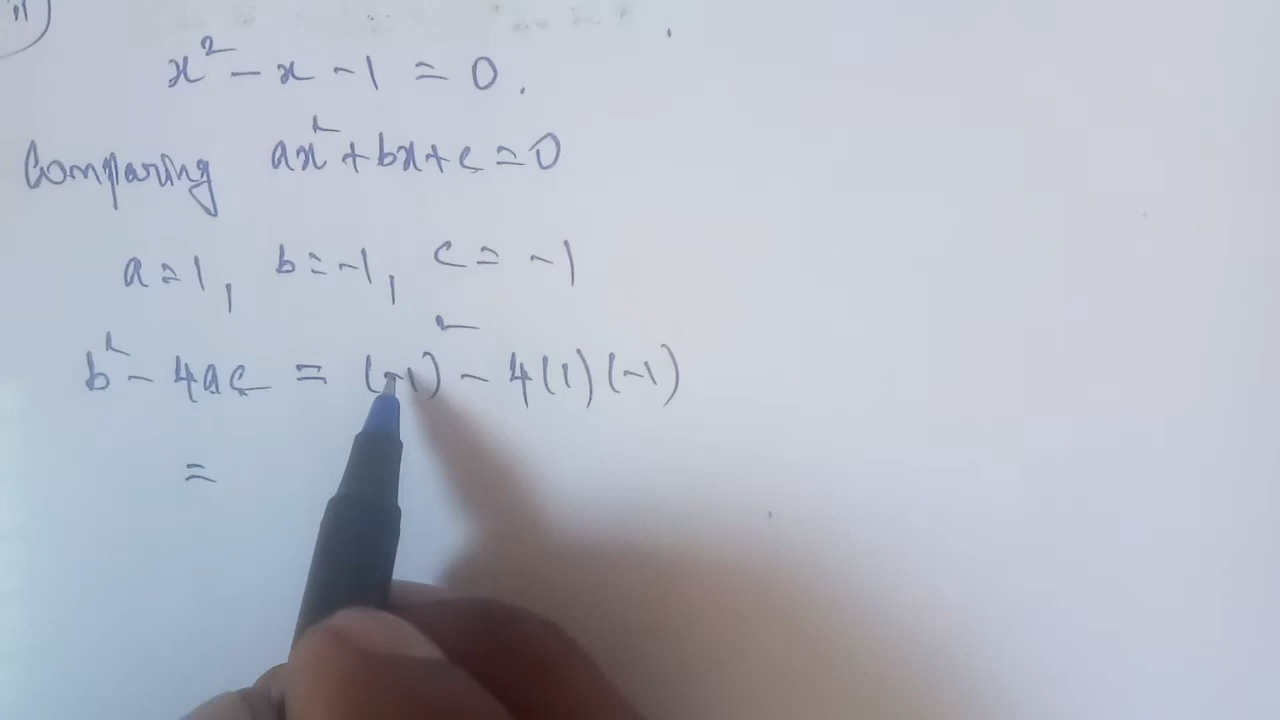 x² - x - 1 = 0.
Comparing ax² + bx + c = 0
a = 1, b = -1, c = -1
b² - 4ac = (-1)² - 4(1)(-1)
=